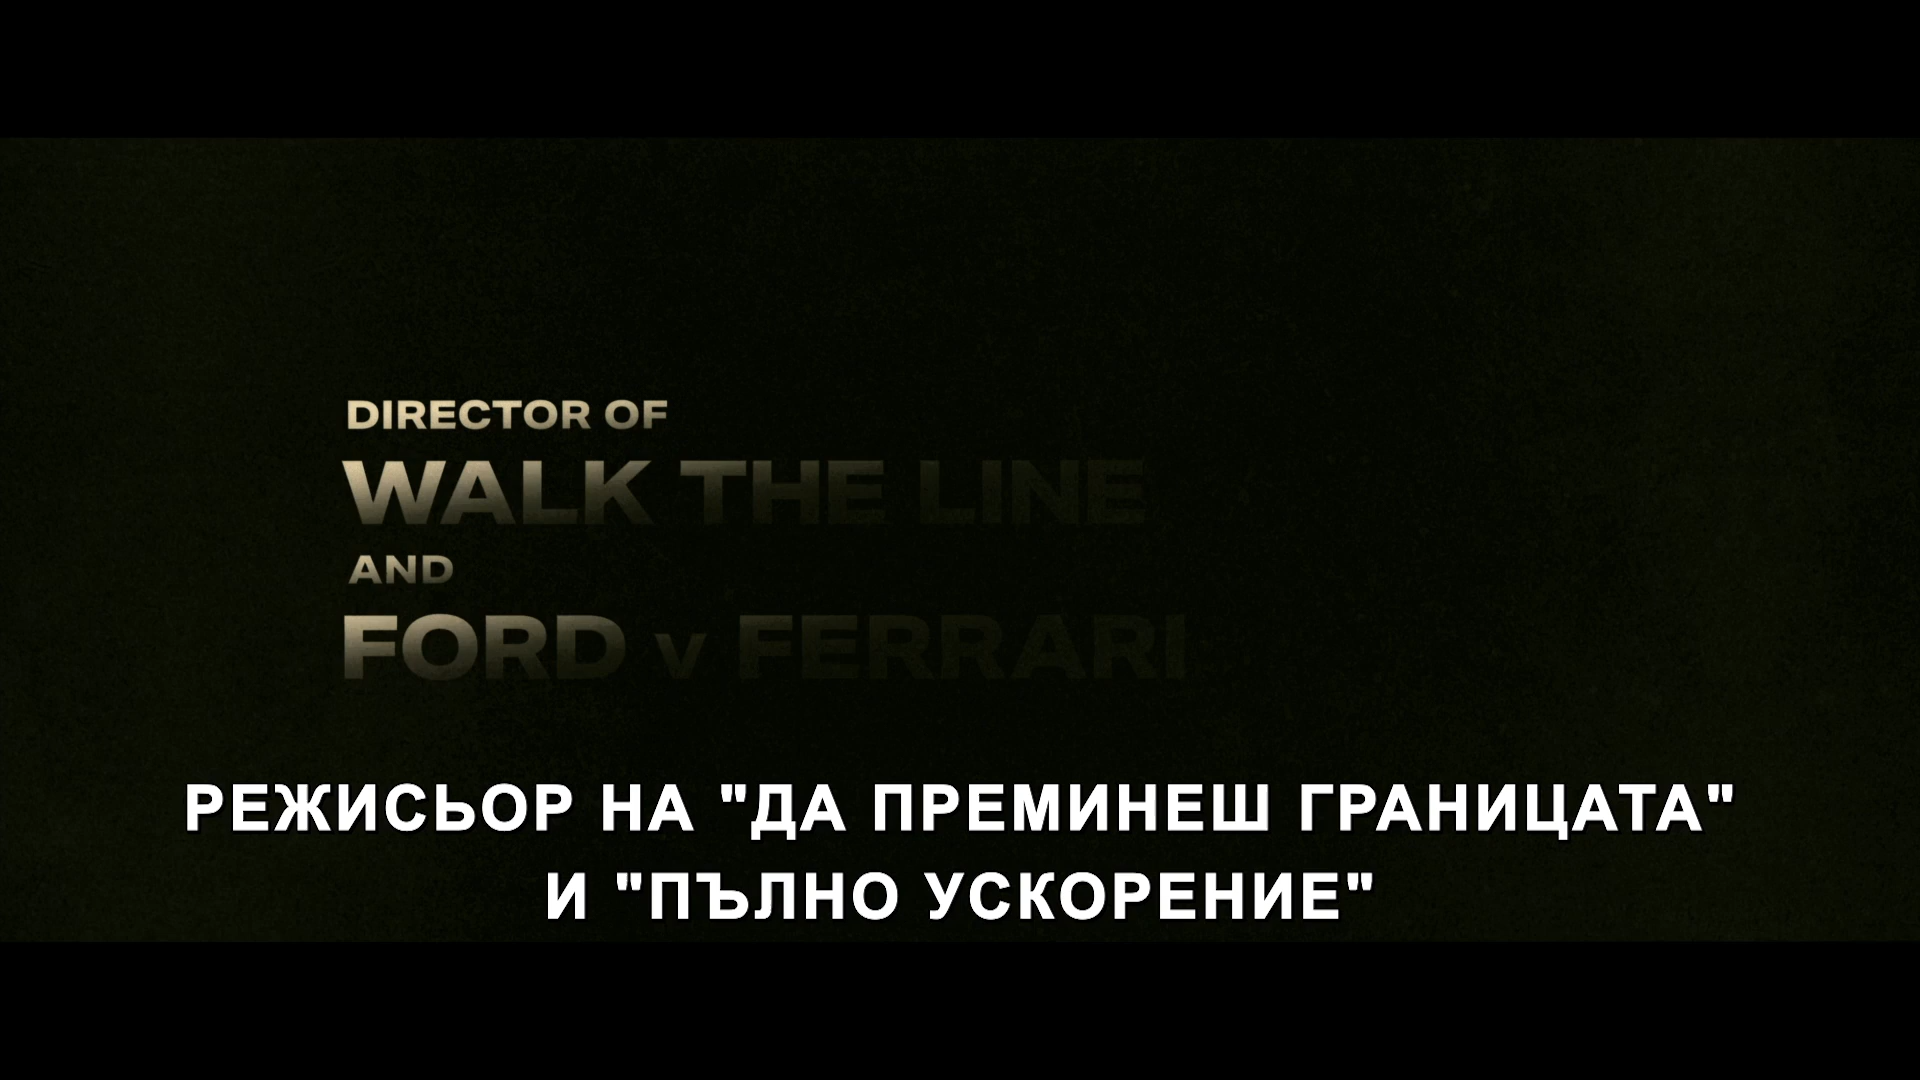 DIRECTOR OF
WALK THE LINE
AND
FORD v FERRARI
РЕЖИСЬОР НА "ДА ПРЕМИНЕШ ГРАНИЦАТА"
И "ПЪЛНО УСКОРЕНИЕ"